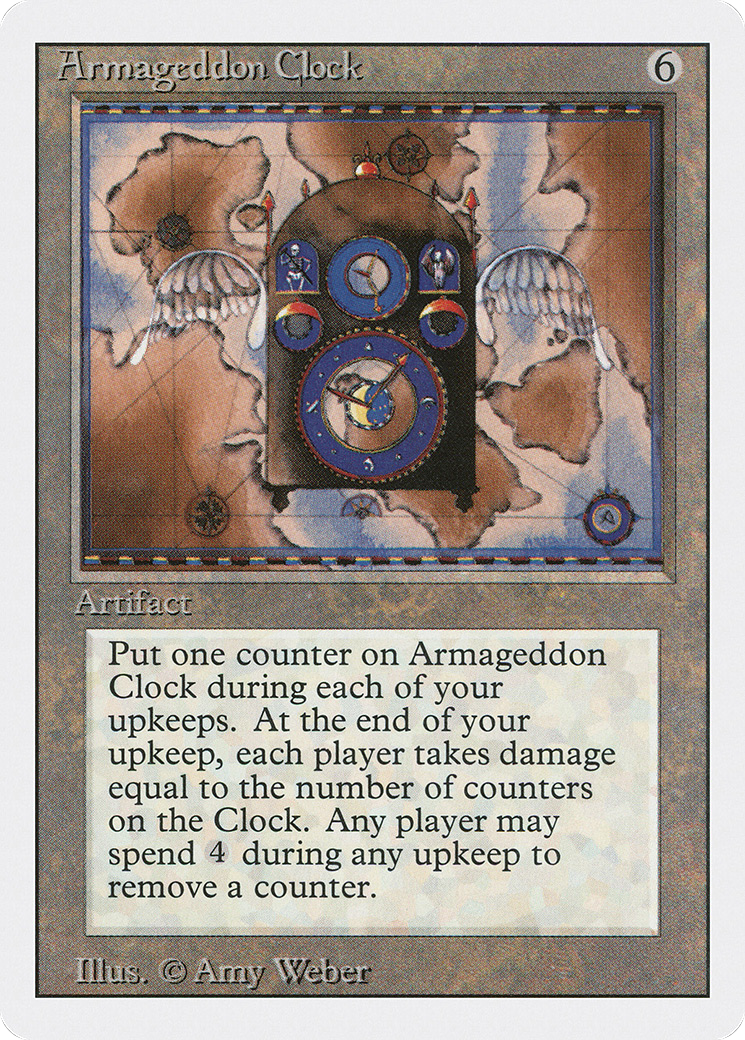 Armageddon Clock 6
Artifact
Put one counter on Armageddon
Clock during each of your
upkeeps. At the end of your
upkeep, each player takes damage
equal to the number of counters
on the Clock. Any player may
spend 4 during any upkeep to
remove a counter.
Illus. © Amy Weber